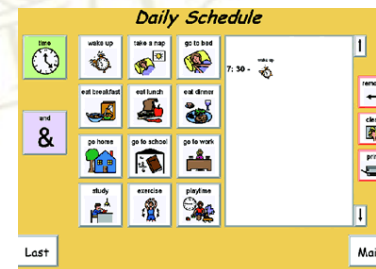 Daily Schedule
time
wake up
take a nap
go to bed
wake up
7: 30 -
eat breakfast
eat lunch
eat dinner
and
&
go home
go to school
go to work
study
exercise
playtime
Last